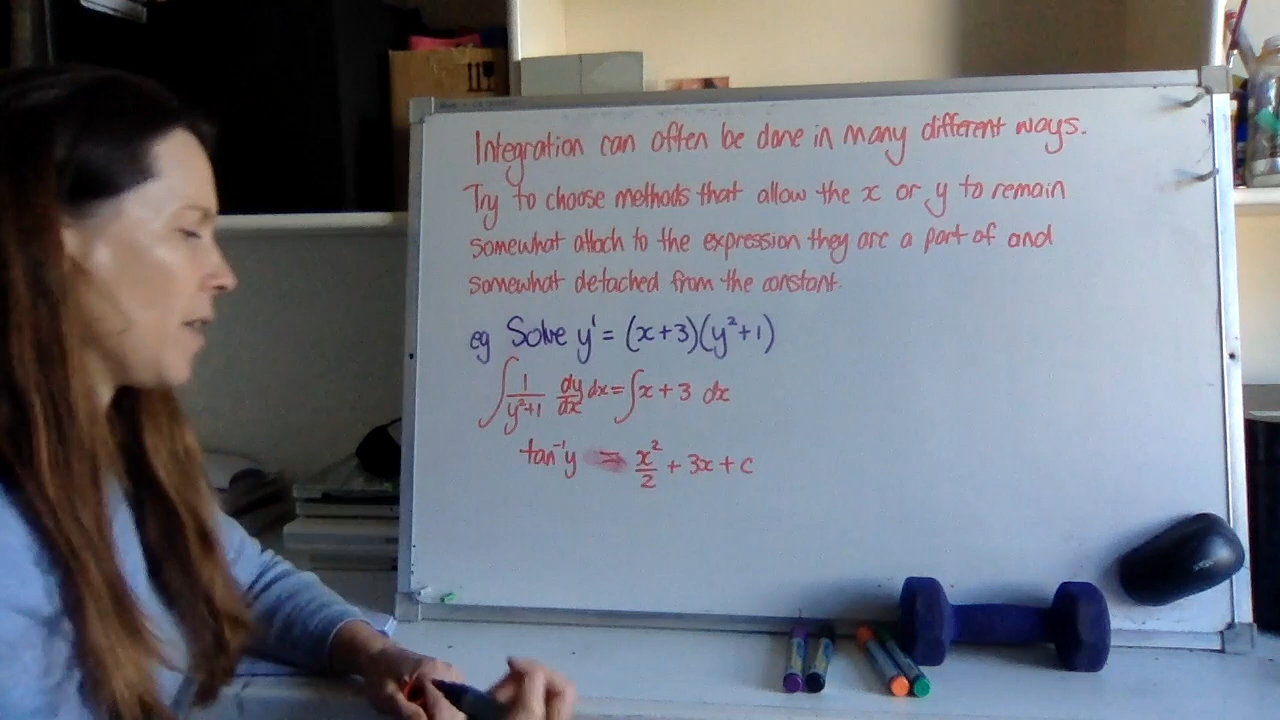 Integration can often be done in many different ways.
Try to choose methods that allow the x or y to remain
somewhat attach to the expression they are a part of and
somewhat detached from the constant.
eg Solve y' = (x+3)(y²+1)
∫ 1/(y²+1) dy/dx dx = ∫ x + 3 dx
tan⁻¹y = x²/2 + 3x + c